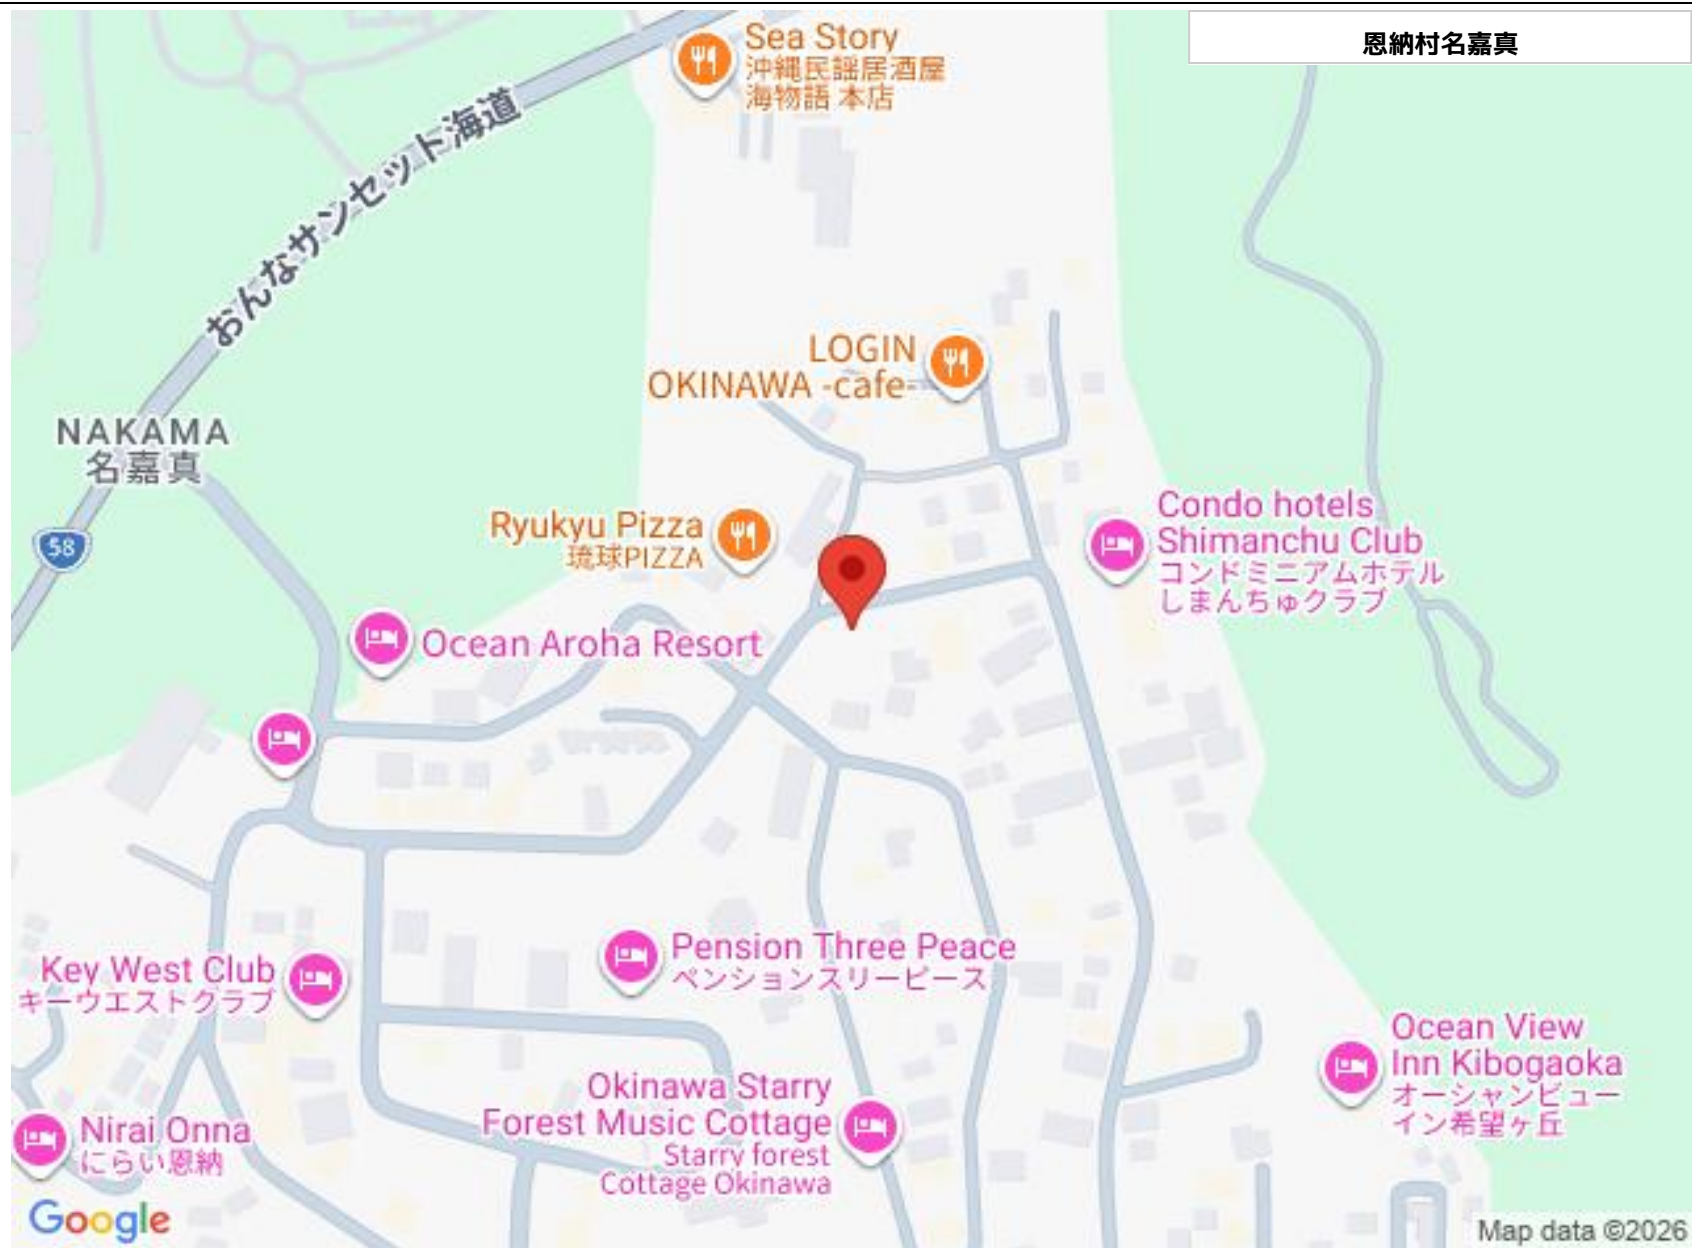 恩納村名嘉真
Sea Story
沖縄民謡居酒屋
海物語 本店
おんなサンセット海道
LOGIN
OKINAWA -cafe-
NAKAMA
名嘉真
58
Ryukyu Pizza
琉球PIZZA
Condo hotels
Shimanchu Club
コンドミニアムホテル
しまんちゅクラブ
Ocean Aroha Resort
Key West Club
キーウエストクラブ
Pension Three Peace
ペンションスリーピース
Ocean View
Inn Kibogaoka
オーシャンビュー
イン希望ヶ丘
Okinawa Starry
Forest Music Cottage
Starry forest
Cottage Okinawa
Nirai Onna
にらい恩納
Google
Map data ©2026